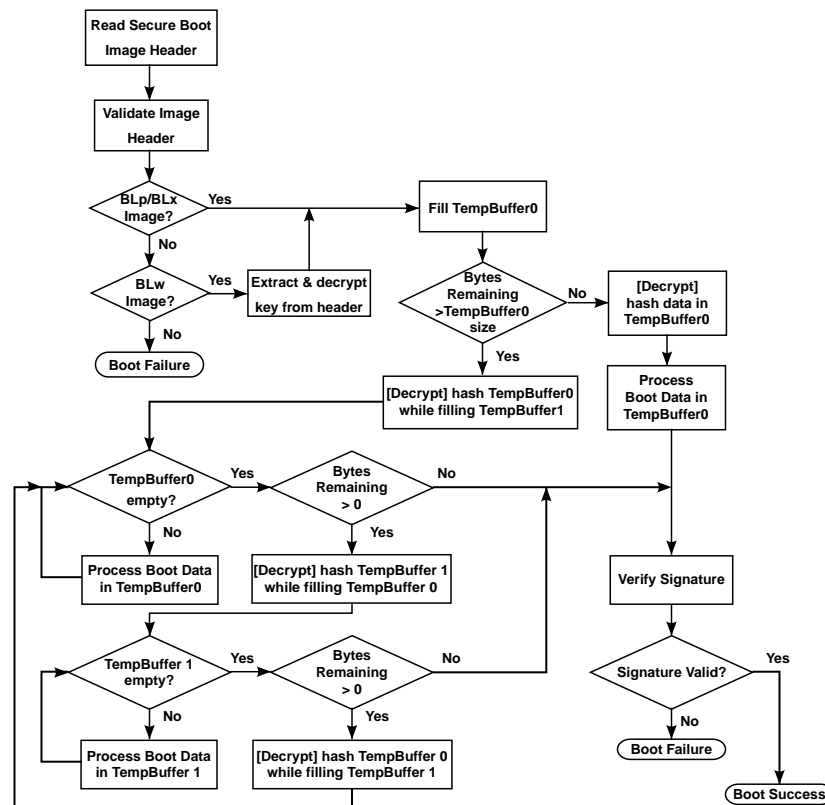 Read Secure Boot
Image Header
Validate Image
Header
BLp/BLx
Image?
Yes
No
BLw
Image?
Yes
No
Boot Failure
Extract & decrypt
key from header
Fill TempBuffer0
Bytes
Remaining
>TempBuffer0
size
No
Yes
[Decrypt]
hash data in
TempBuffer0
Process
Boot Data in
TempBuffer0
[Decrypt] hash TempBuffer0
while filling TempBuffer1
TempBuffer0
empty?
Yes
No
Bytes
Remaining
> 0
No
Yes
Process Boot Data
in TempBuffer0
[Decrypt] hash TempBuffer 1
while filling TempBuffer 0
Verify Signature
TempBuffer 1
empty?
Yes
No
Bytes
Remaining
> 0
No
Yes
Signature Valid?
Yes
No
Process Boot Data
in TempBuffer 1
[Decrypt] hash TempBuffer 0
while filling TempBuffer 1
Boot Failure
Boot Success